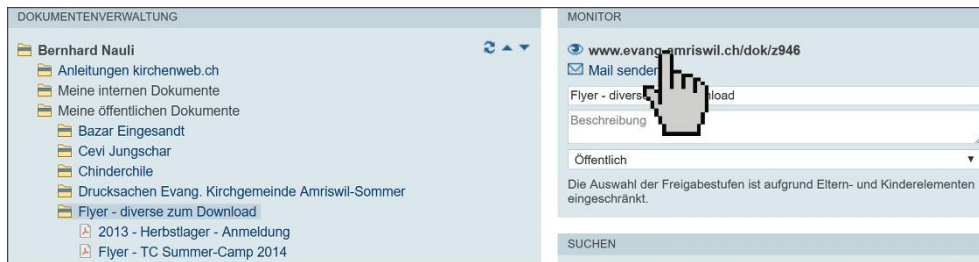 DOKUMENTENVERWALTUNG
Bernhard Nauli
Anleitungen kirchenweb.ch
Meine internen Dokumente
Meine öffentlichen Dokumente
Bazar Eingesandt
Cevi Jungschar
Chinderchile
Drucksachen Evang. Kirchgemeinde Amriswil-Sommer
Flyer - diverse zum Download
2013 - Herbstlager - Anmeldung
Flyer - TC Summer-Camp 2014
MONITOR
www.evang-amriswil.ch/dok/z946
Mail senden
Flyer - diverse
Beschreibung
Öffentlich
Die Auswahl der Freigabestufen ist aufgrund Eltern- und Kinderelementen
eingeschränkt.
SUCHEN